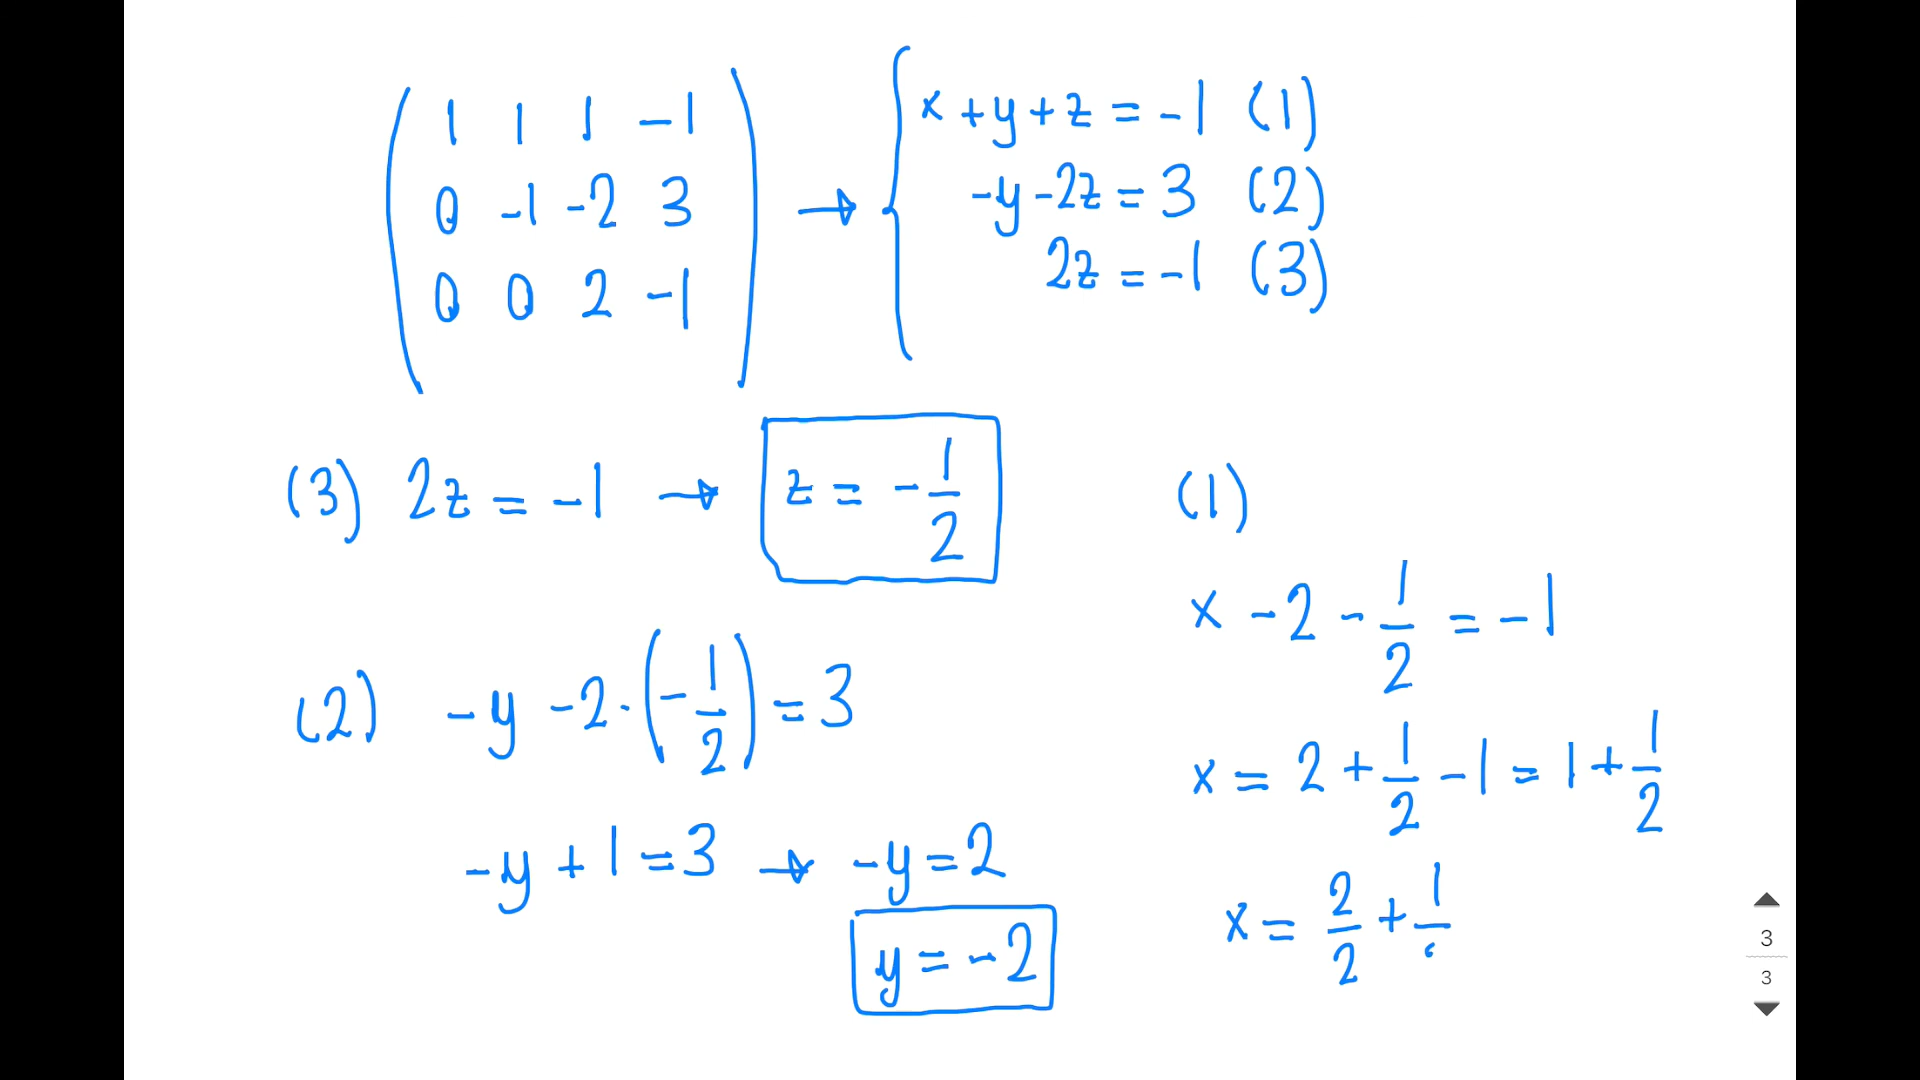 1 1 1 -1
0 -1 -2 3
0 0 2 -1
→
x + y + z = -1 (1)
-y - 2z = 3 (2)
2z = -1 (3)
(3) 2z = -1 → z = -1/2
(2) -y - 2·(-1/2) = 3
-y + 1 = 3 → -y = 2
y = -2
(1)
x - 2 - 1/2 = -1
x = 2 + 1/2 - 1 = 1 + 1/2
x = 2/2 + 1/
3
3